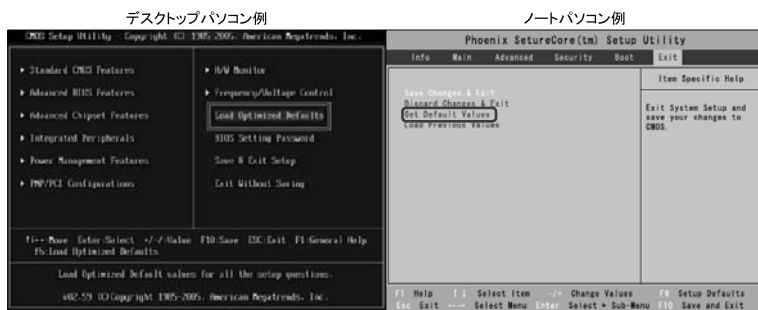 デスクトップパソコン例
CMOS Setup Utility - Copyright (C) 1985-2005, American Megatrends, Inc.
▶ Standard CMOS Features
▶ Advanced BIOS Features
▶ Advanced Chipset Features
▶ Integrated Peripherals
▶ Power Management Features
▶ PNP/PCI Configurations
▶ H/W Monitor
▶ Frequency/Voltage Control
Load Optimized Defaults
BIOS Setting Password
Save & Exit Setup
Exit Without Saving
↑↓←→:Move Enter:Select +/-/:Value F10:Save ESC:Exit F1:General Help
F6:Load Optimized Defaults
Load Optimized Default values for all the setup questions.
v02.59 (C)Copyright 1985-2005, American Megatrends, Inc.
ノートパソコン例
Phoenix SetureCore(tm) Setup Utility
Info Main Advanced Security Boot Exit
Save Changes & Exit
Discard Changes & Exit
Get Default Values
Load Previous Values
Item Specific Help
Exit System Setup and
save your changes to
CMOS.
F1 Help ↑↓ Select Item -/+ Change Values F9 Setup Defaults
Esc Exit ←→ Select Menu Enter Select ▶ Sub-Menu F10 Save and Exit